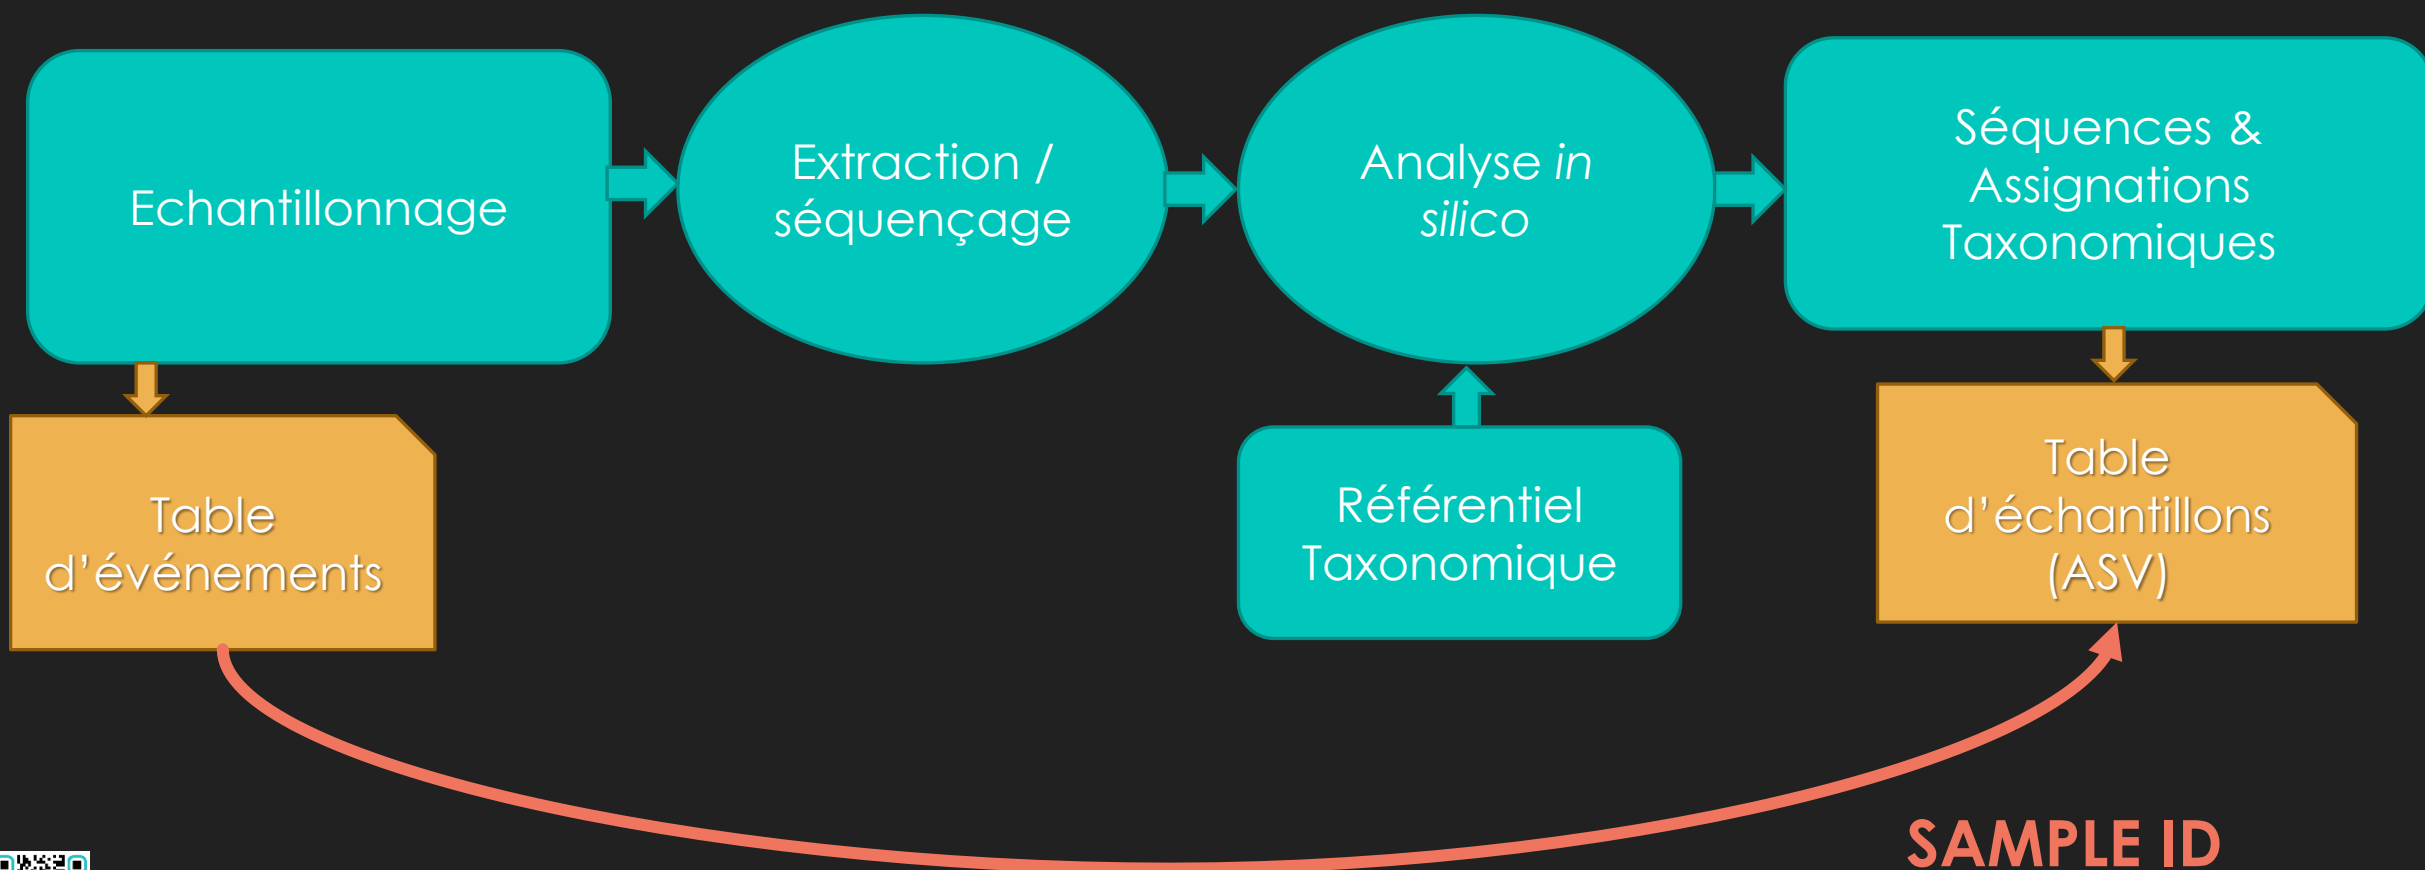 Echantillonnage
Extraction /
séquençage
Analyse in
silico
Séquences &
Assignations
Taxonomiques
Table
d’événements
Référentiel
Taxonomique
Table
d’échantillons
(ASV)
SAMPLE ID